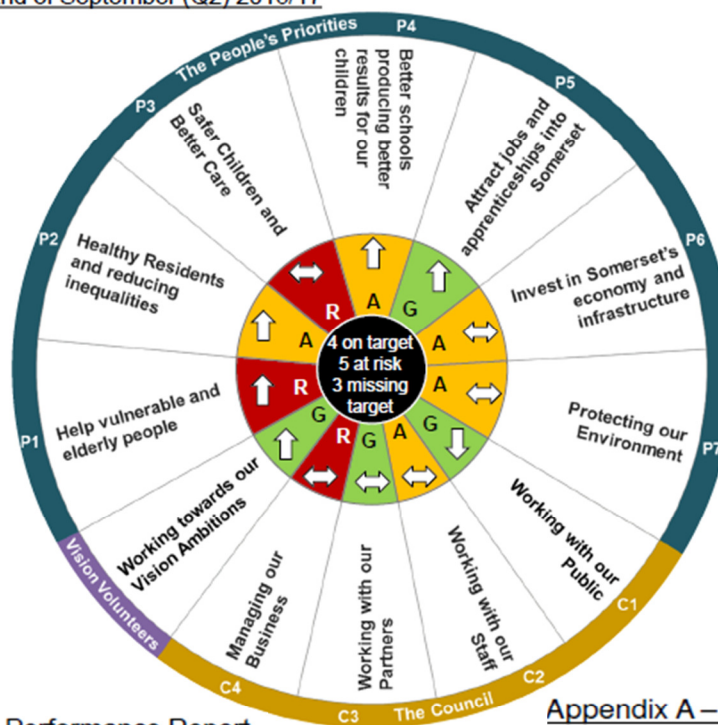 The People's Priorities
P1
Help vulnerable and
elderly people
R
P2
Healthy Residents
and reducing
inequalities
A
P3
Safer Children and
Better Care
R
P4
Better schools
producing better
results for our
children
A
P5
Attract jobs and
apprenticeships into
Somerset
G
P6
Invest in Somerset's
economy and
infrastructure
A
P7
Protecting our
Environment
A
C1
Working with our
Public
G
C2
Working with our
Staff
A
The Council
C3
Working with our
Partners
G
C4
Managing our
Business
R
Vision Volunteers
Working towards our
Vision Ambitions
G
4 on target
5 at risk
3 missing
target
Appendix A –